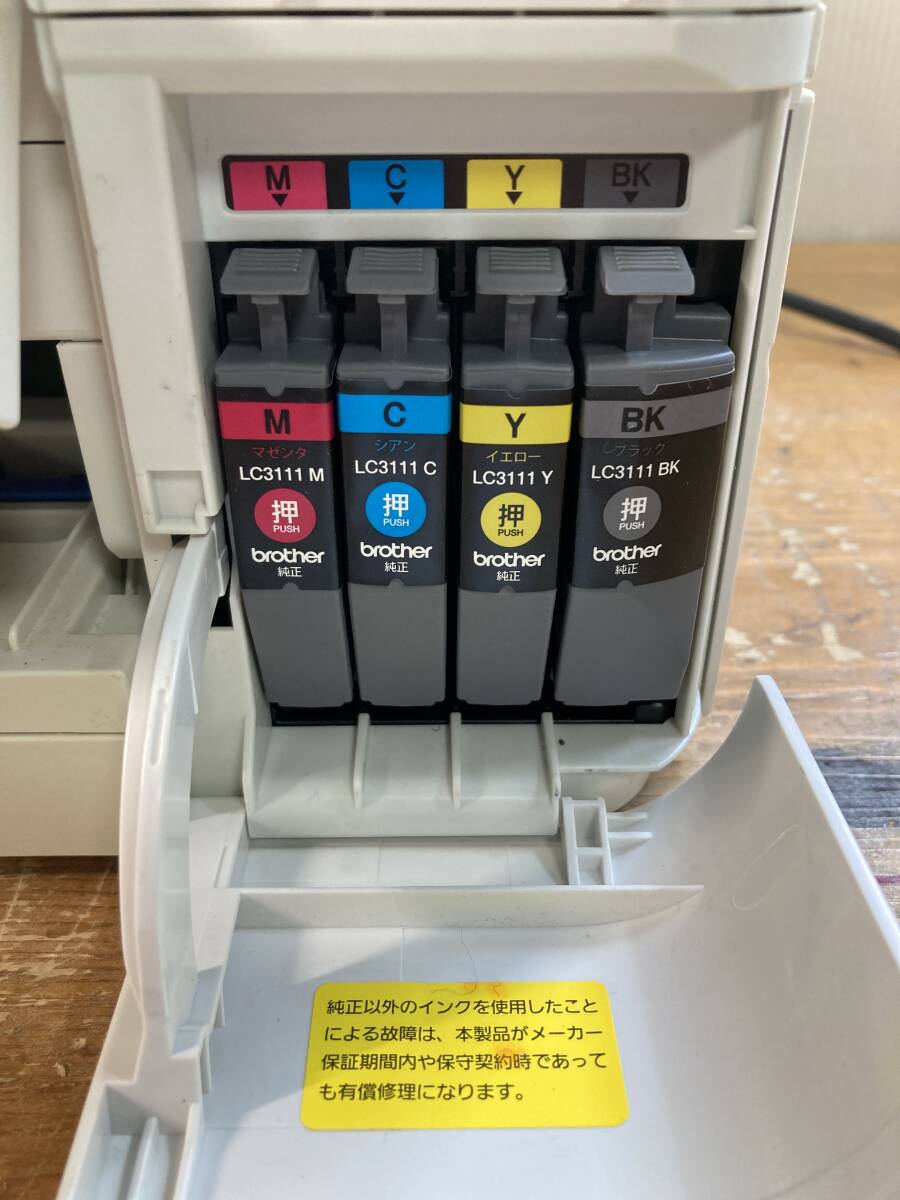 M
C
Y
BK
M
マゼンタ
LC3111 M
押
PUSH
brother
純正
C
シアン
LC3111 C
押
PUSH
brother
純正
Y
イエロー
LC3111 Y
押
PUSH
brother
純正
BK
ブラック
LC3111 BK
押
PUSH
brother
純正
純正以外のインクを使用したこと
による故障は、本製品がメーカー
保証期間内や保守契約時であって
も有償修理になります。